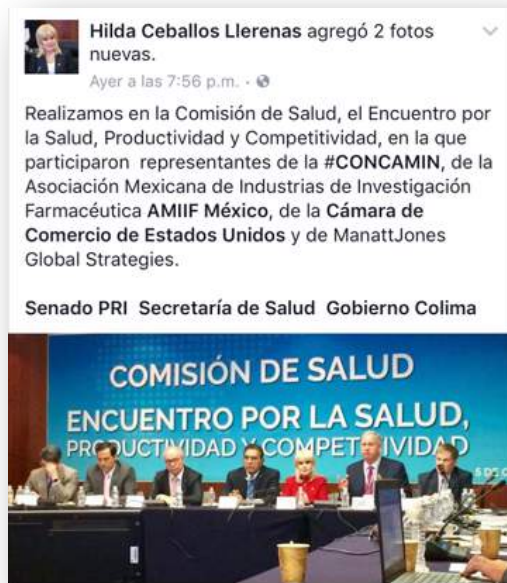 Hilda Ceballos Llerenas agregó 2 fotos
nuevas.
Ayer a las 7:56 p.m. ·
Realizamos en la Comisión de Salud, el Encuentro por
la Salud, Productividad y Competitividad, en la que
participaron representantes de la #CONCAMIN, de la
Asociación Mexicana de Industrias de Investigación
Farmacéutica AMIIF México, de la Cámara de
Comercio de Estados Unidos y de ManattJones
Global Strategies.
Senado PRI Secretaría de Salud Gobierno Colima
COMISIÓN DE SALUD
ENCUENTRO POR LA SALUD,
PRODUCTIVIDAD Y COMPETITIVIDAD